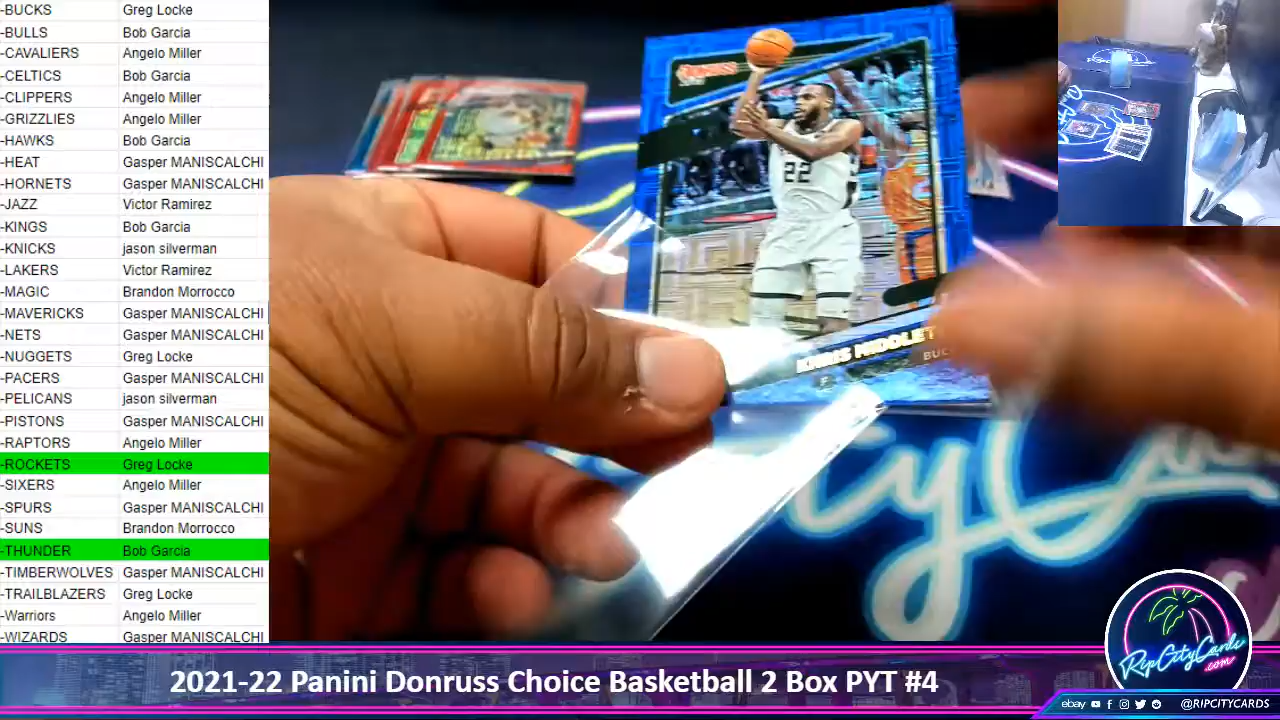 -BUCKS Greg Locke
-BULLS Bob Garcia
-CAVALIERS Angelo Miller
-CELTICS Bob Garcia
-CLIPPERS Angelo Miller
-GRIZZLIES Angelo Miller
-HAWKS Bob Garcia
-HEAT Gasper MANISCALCHI
-HORNETS Gasper MANISCALCHI
-JAZZ Victor Ramirez
-KINGS Bob Garcia
-KNICKS jason silverman
-LAKERS Victor Ramirez
-MAGIC Brandon Morrocco
-MAVERICKS Gasper MANISCALCHI
-NETS Gasper MANISCALCHI
-NUGGETS Greg Locke
-PACERS Gasper MANISCALCHI
-PELICANS jason silverman
-PISTONS Gasper MANISCALCHI
-RAPTORS Angelo Miller
-ROCKETS Greg Locke
-SIXERS Angelo Miller
-SPURS Gasper MANISCALCHI
-SUNS Brandon Morrocco
-THUNDER Bob Garcia
-TIMBERWOLVES Gasper MANISCALCHI
-TRAILBLAZERS Greg Locke
-Warriors Angelo Miller
-WIZARDS Gasper MANISCALCHI
22
KHRIS MIDDLET
BUC
RipCityCards
.com
2021-22 Panini Donruss Choice Basketball 2 Box PYT #4
ebay @RIPCITYCARDS